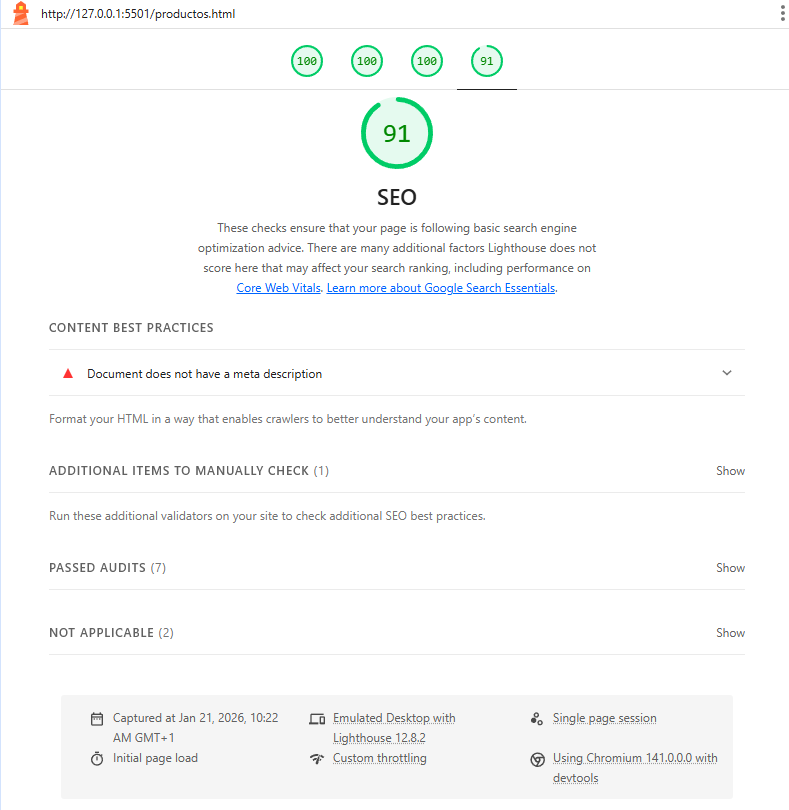 http://127.0.0.1:5501/productos.html
100 100 100 91
91
SEO
These checks ensure that your page is following basic search engine
optimization advice. There are many additional factors Lighthouse does not
score here that may affect your search ranking, including performance on
Core Web Vitals. Learn more about Google Search Essentials.
CONTENT BEST PRACTICES
Document does not have a meta description
Format your HTML in a way that enables crawlers to better understand your app's content.
ADDITIONAL ITEMS TO MANUALLY CHECK (1) Show
Run these additional validators on your site to check additional SEO best practices.
PASSED AUDITS (7) Show
NOT APPLICABLE (2) Show
Captured at Jan 21, 2026, 10:22
AM GMT+1
Emulated Desktop with
Lighthouse 12.8.2
Single page session
Initial page load
Custom throttling
Using Chromium 141.0.0.0 with
devtools